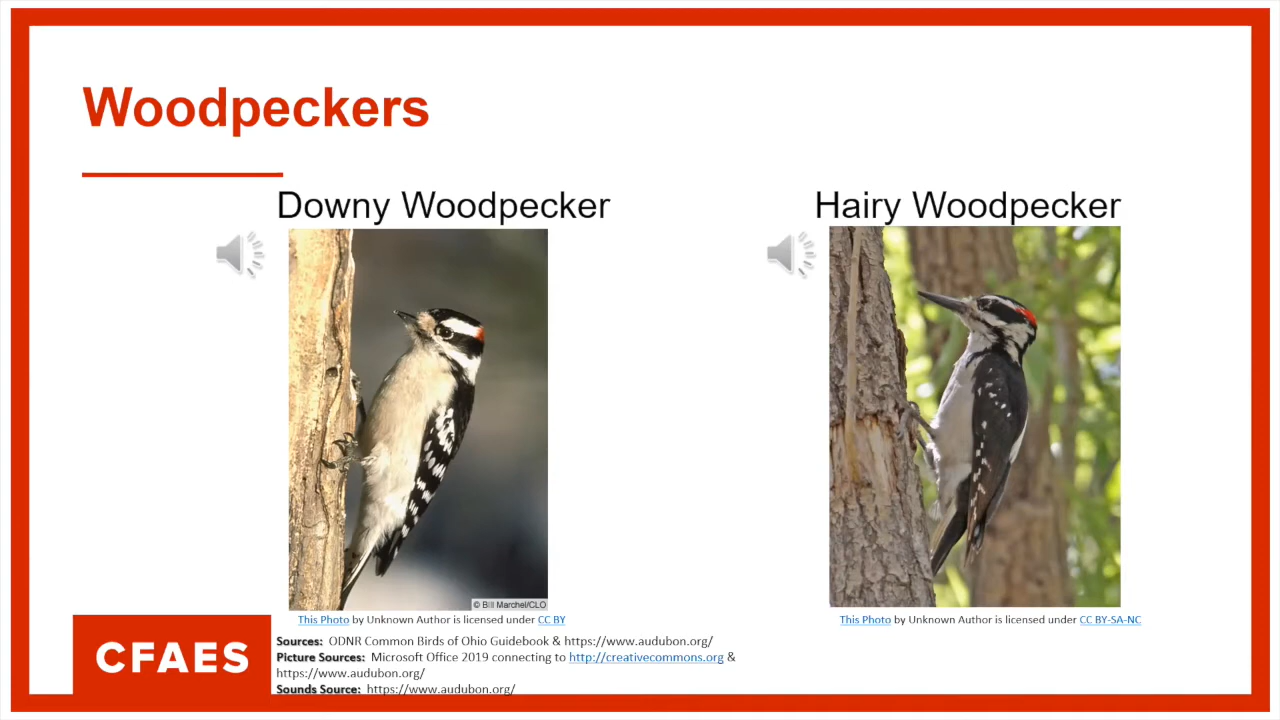 Woodpeckers
Downy Woodpecker
Hairy Woodpecker
© Bill Marchel/CLO
This Photo by Unknown Author is licensed under CC BY
This Photo by Unknown Author is licensed under CC BY-SA-NC
CFAES
Sources: ODNR Common Birds of Ohio Guidebook & https://www.audubon.org/
Picture Sources: Microsoft Office 2019 connecting to http://creativecommons.org &
https://www.audubon.org/
Sounds Source: https://www.audubon.org/